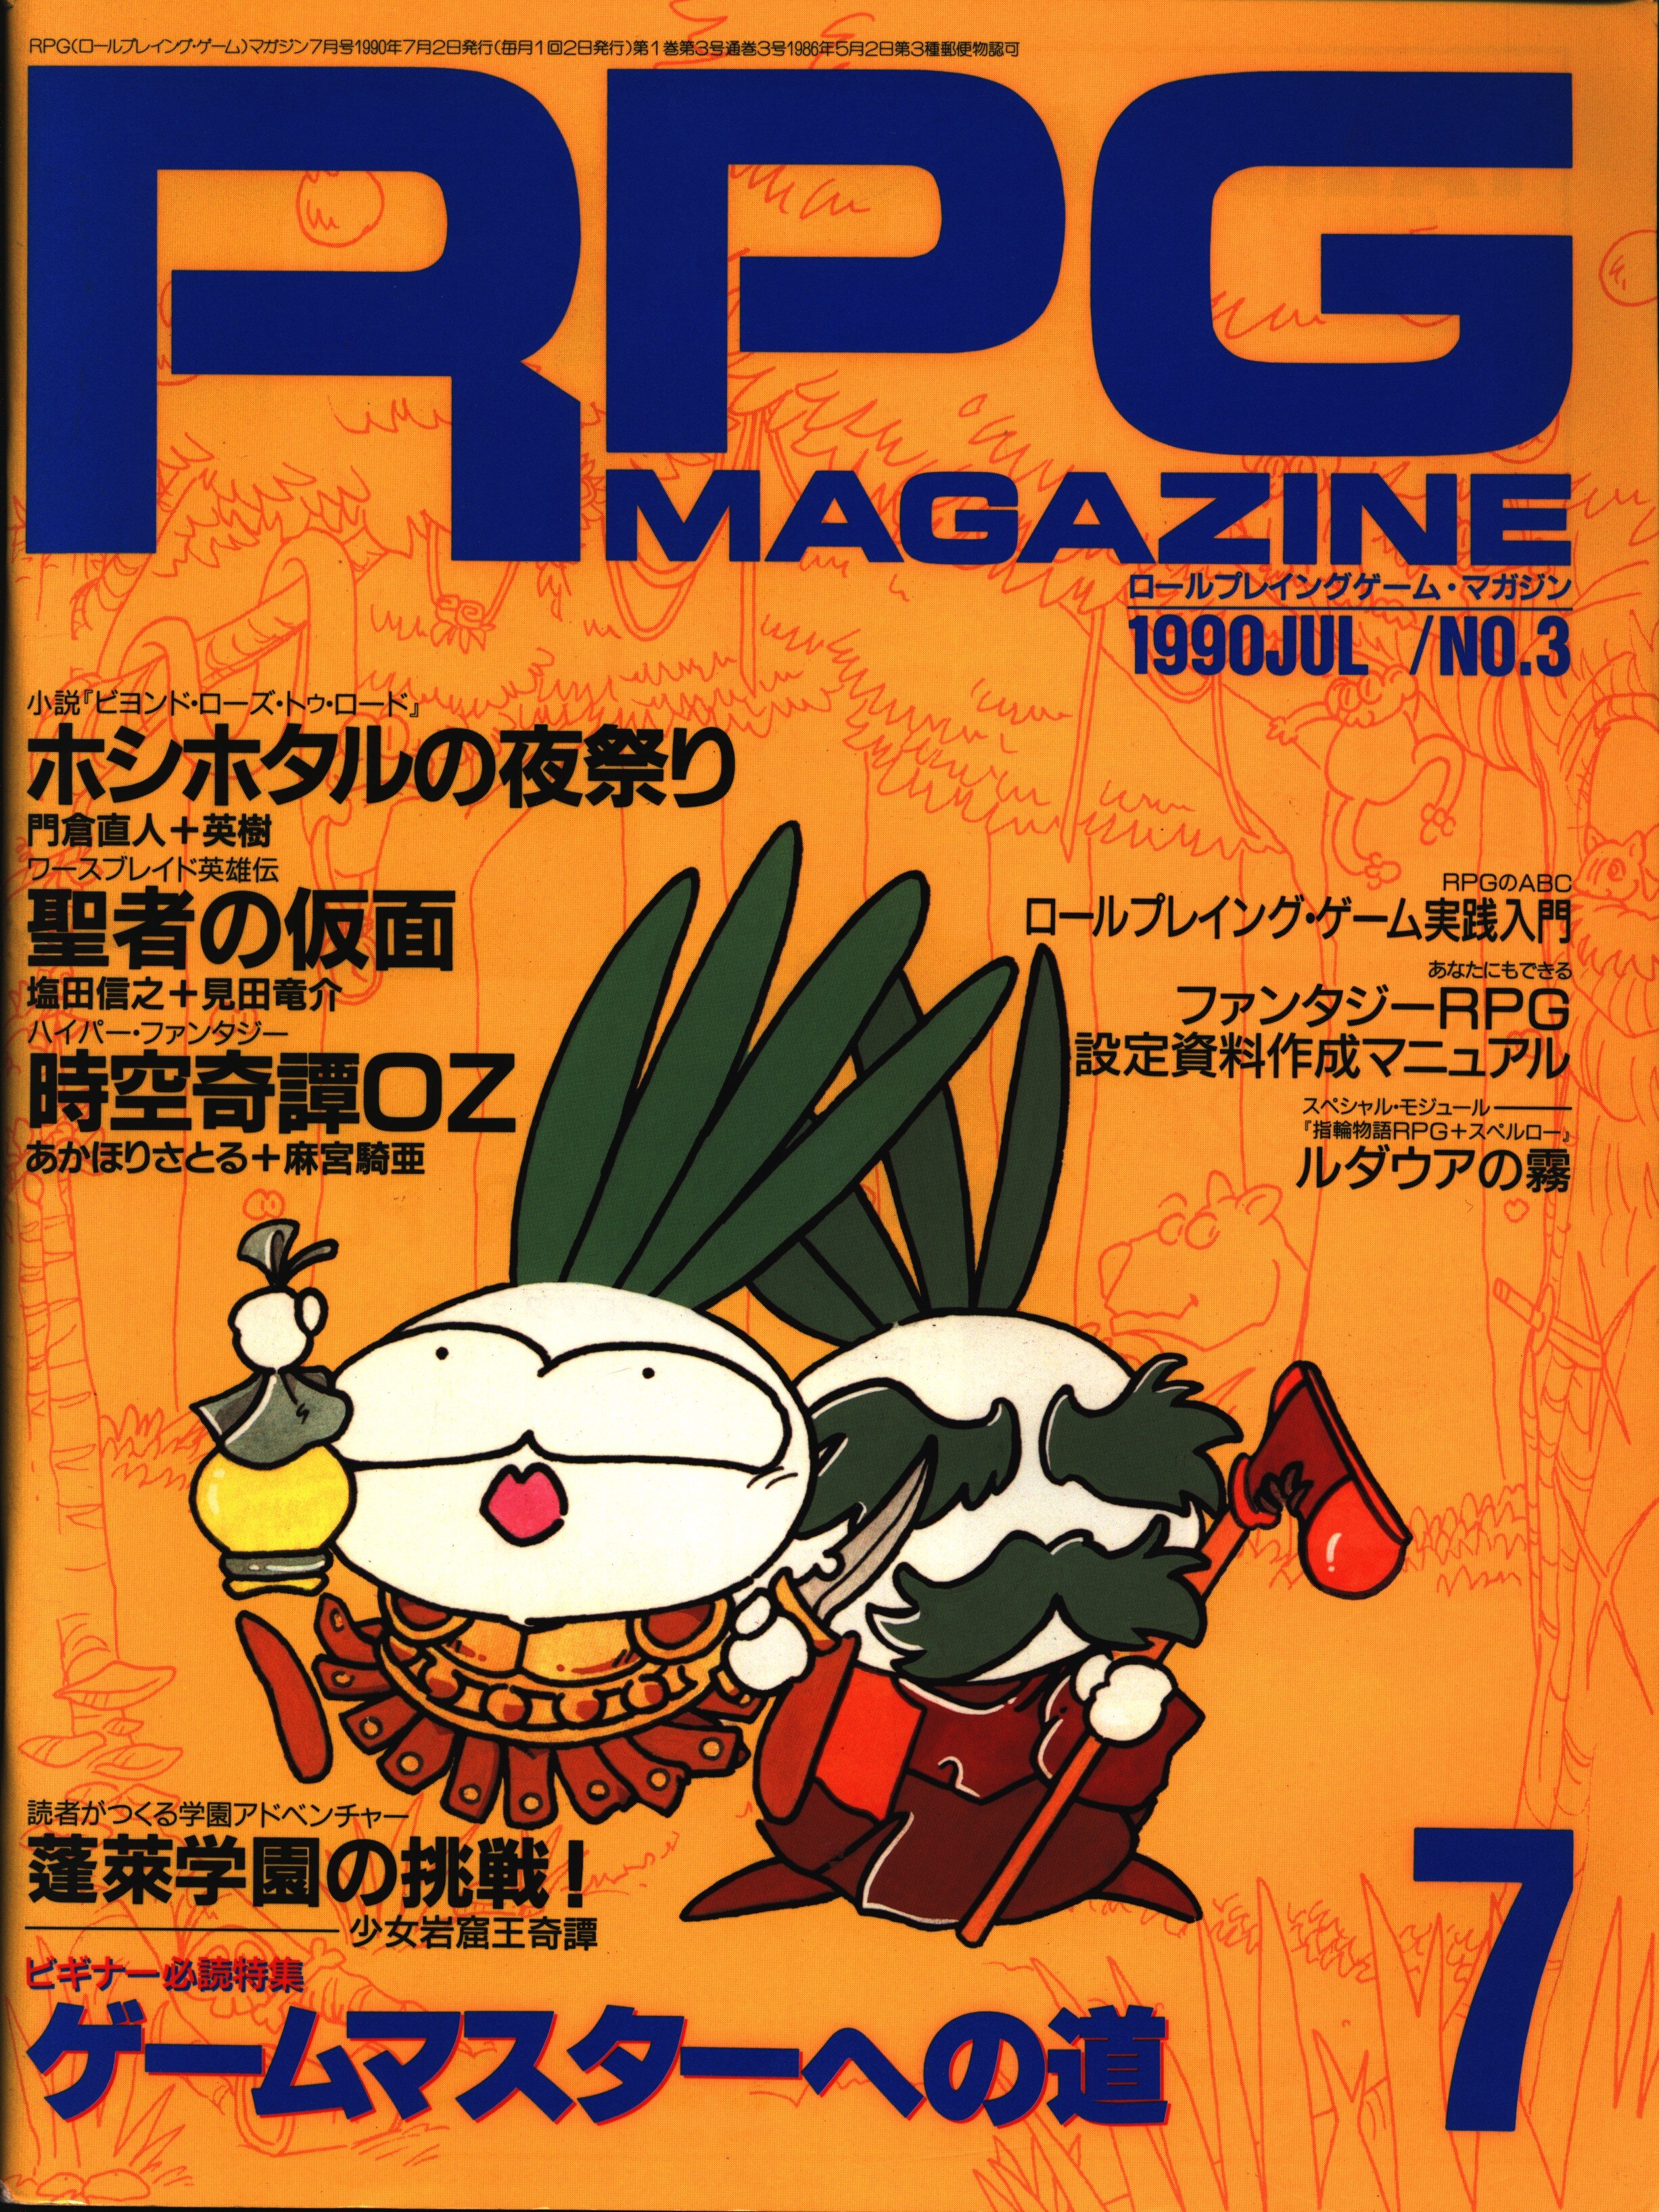 RPG(ロールプレイング・ゲーム)マガジン7月号1990年7月2日発行(毎月1回2日発行)第1巻第3号通巻3号1986年5月2日第3種郵便物認可
RPG
MAGAZINE
ロールプレイングゲーム・マガジン
1990JUL /NO.3
小説『ビヨンド・ローズ・トゥ・ロード』
ホシホタルの夜祭り
門倉直人+英樹
ワースブレイド英雄伝
聖者の仮面
塩田信之+見田竜介
ハイパー・ファンタジー
時空奇譚OZ
あかほりさとる+麻宮騎亜
RPGのABC
ロールプレイング・ゲーム実践入門
あなたにもできる
ファンタジーRPG
設定資料作成マニュアル
スペシャル・モジュール
『指輪物語RPG+スペルロー』
ルダウアの霧
読者がつくる学園アドベンチャー
蓬萊学園の挑戦!
少女岩窟王奇譚
ビギナー必読特集
ゲームマスターへの道
7